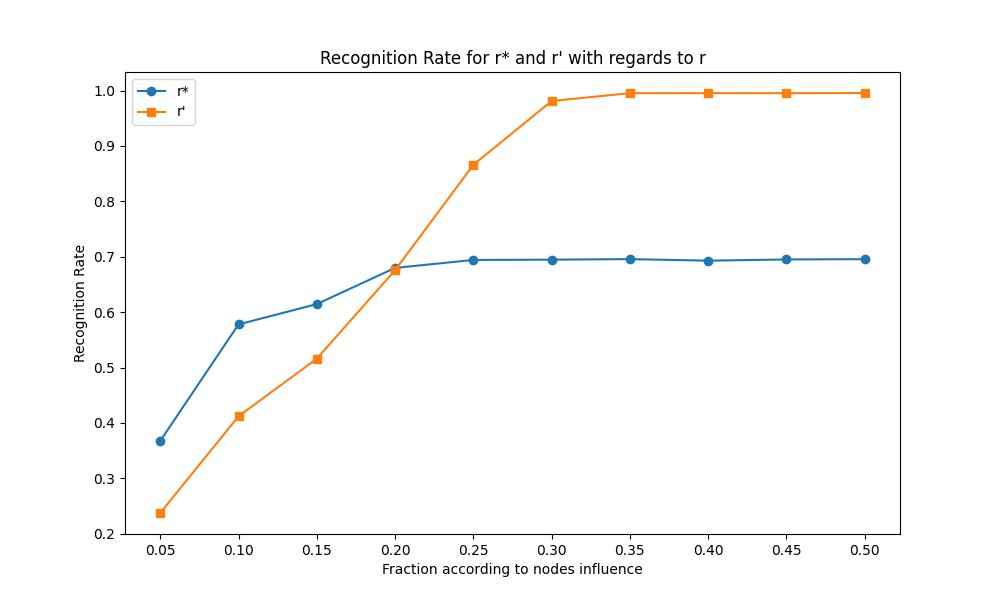 Recognition Rate for r* and r' with regards to r
r*
r'
Recognition Rate
1.0
0.9
0.8
0.7
0.6
0.5
0.4
0.3
0.2
0.05 0.10 0.15 0.20 0.25 0.30 0.35 0.40 0.45 0.50
Fraction according to nodes influence